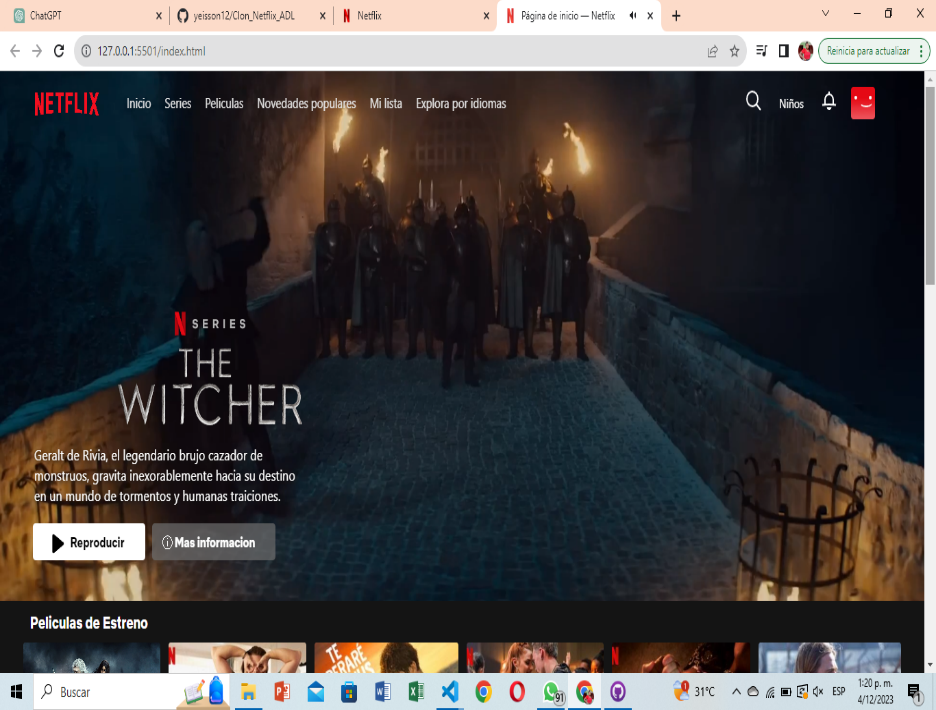 ChatGPT
yeisson12/Clon_Netflix_ADL
Netflix
Página de inicio — Netflix
127.0.0.1:5501/index.html
Reinicia para actualizar
NETFLIX
Inicio
Series
Peliculas
Novedades populares
Mi lista
Explora por idiomas
Niños
N SERIES
THE
WITCHER
Geralt de Rivia, el legendario brujo cazador de
monstruos, gravita inexorablemente hacia su destino
en un mundo de tormentos y humanas traiciones.
Reproducir
Mas informacion
Peliculas de Estreno
Buscar
91
31°C
ESP
1:20 p. m.
4/12/2023
1